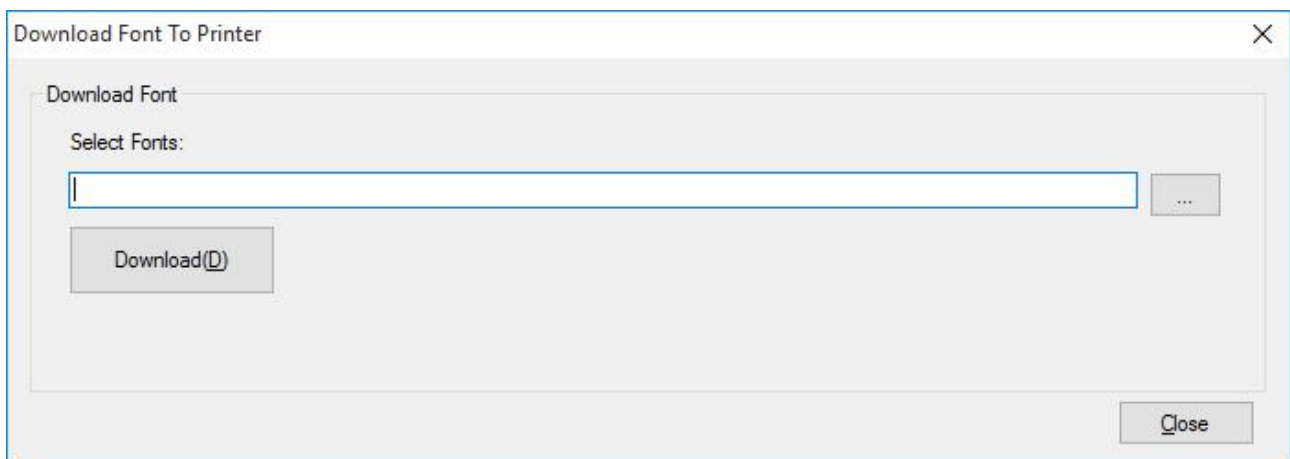 Download Font To Printer
Download Font
Select Fonts:
...
Download(D)
Close